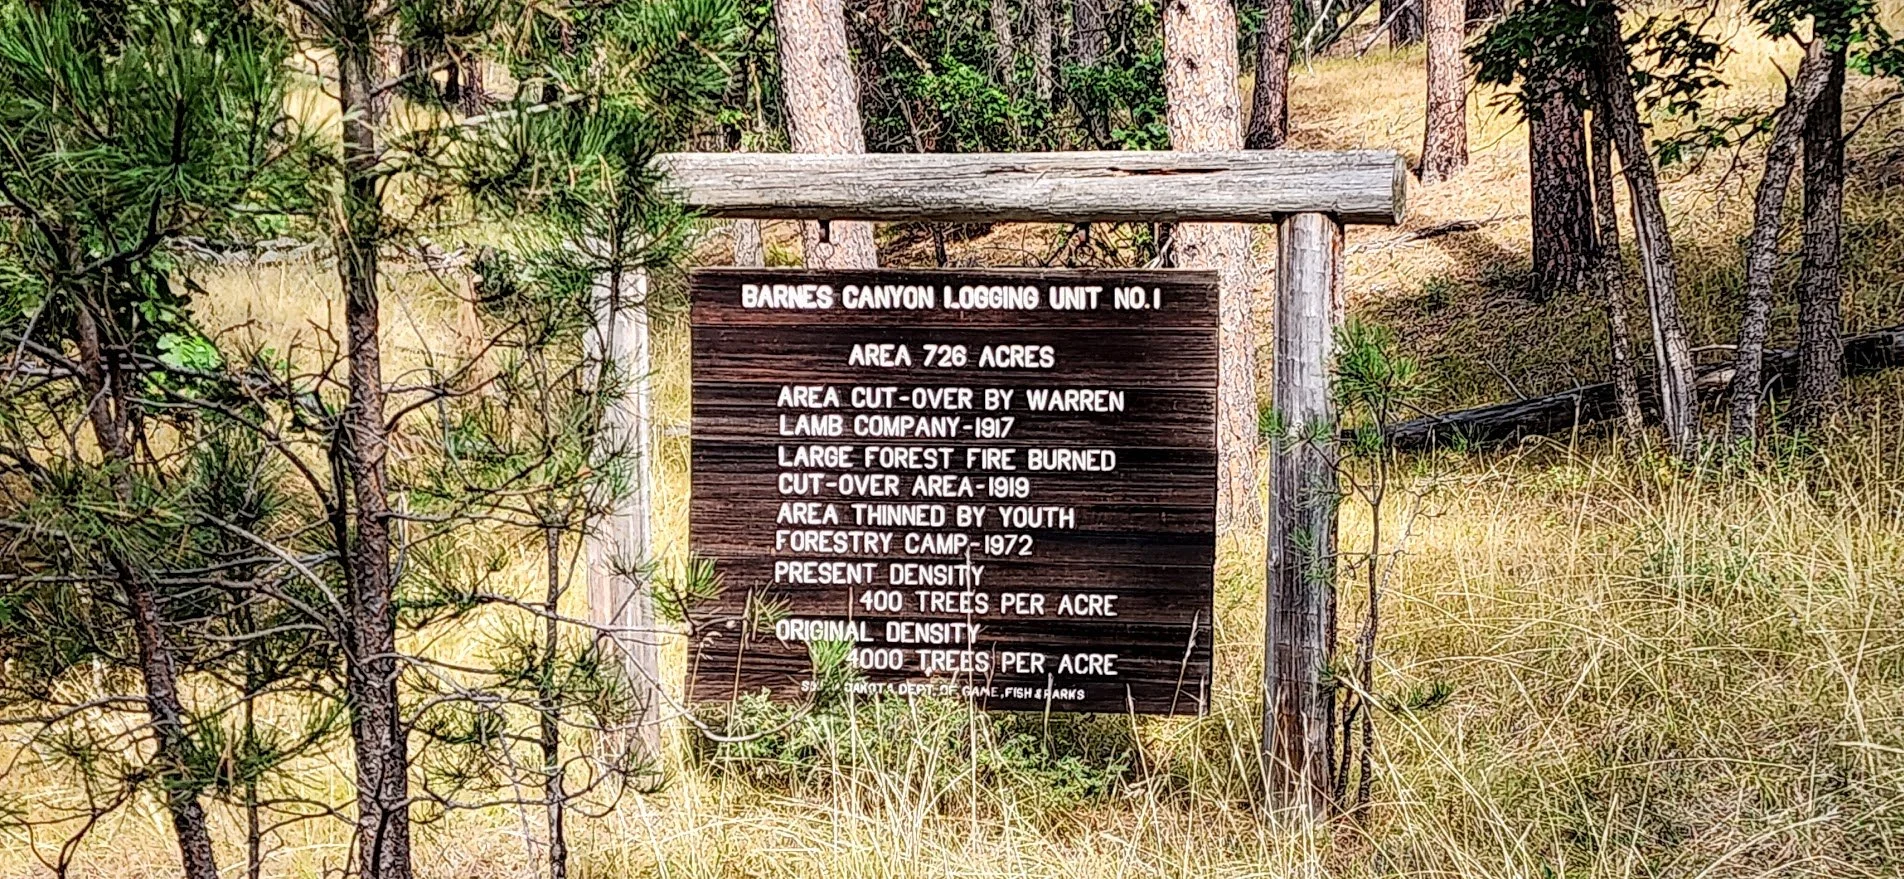 BARNES CANYON LOGGING UNIT NO.1
AREA 726 ACRES
AREA CUT-OVER BY WARREN
LAMB COMPANY-1917
LARGE FOREST FIRE BURNED
CUT-OVER AREA-1919
AREA THINNED BY YOUTH
FORESTRY CAMP-1972
PRESENT DENSITY
400 TREES PER ACRE
ORIGINAL DENSITY
4000 TREES PER ACRE
SOUTH DAKOTA DEPT. OF GAME, FISH & PARKS